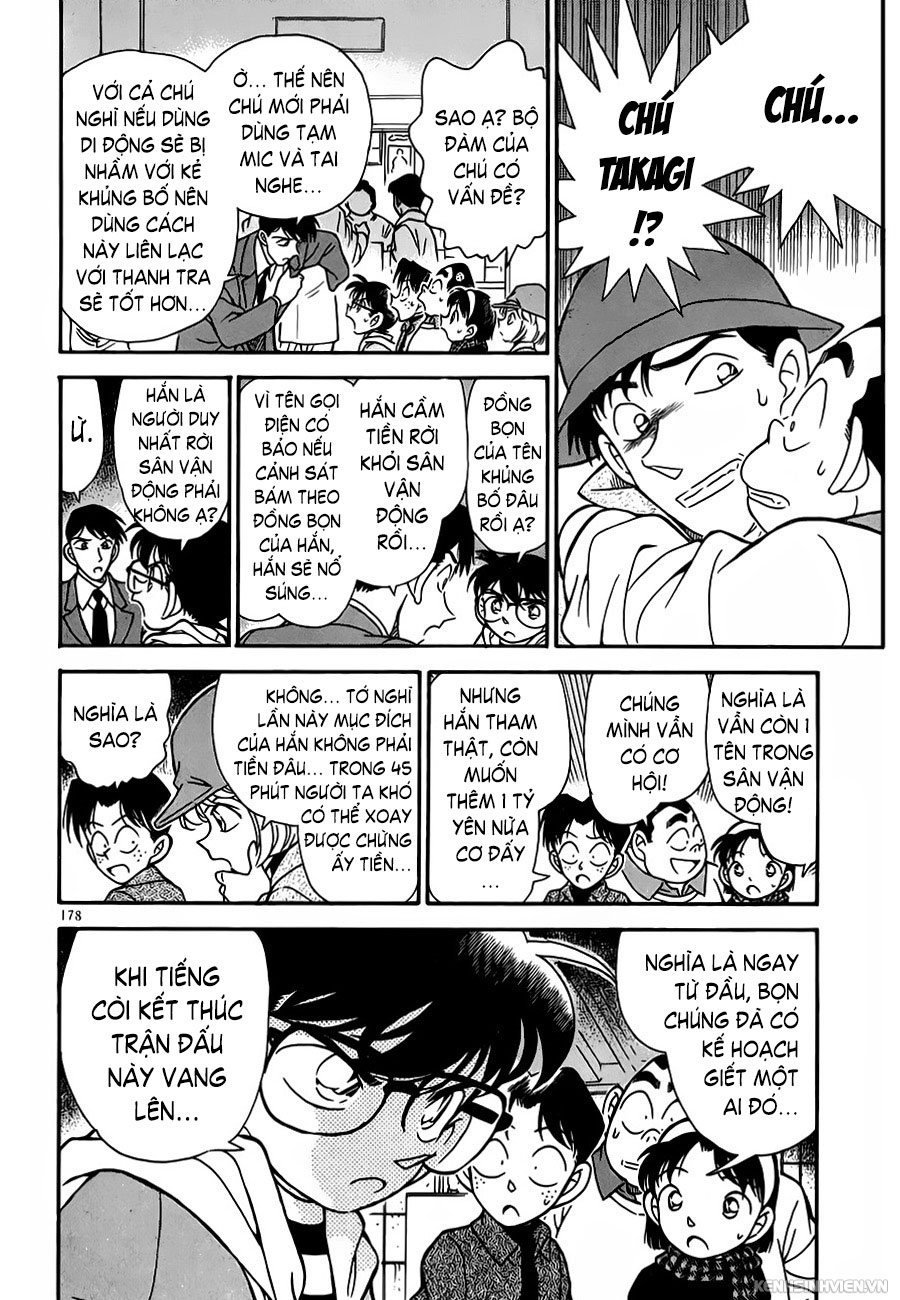 CHÚ...
CHÚ
TAKAGI
!?
SAO Ạ? BỘ
ĐÀM CỦA
CHÚ CÓ
VẤN ĐỀ?
Ờ... THẾ NÊN
CHÚ MỚI PHẢI
DÙNG TẠM
MIC VÀ TAI
NGHE...
VỚI CẢ CHÚ
NGHĨ NẾU DÙNG
DI ĐỘNG SẼ BỊ
NHẦM VỚI KẺ
KHỦNG BỐ NÊN
DÙNG CÁCH
NÀY LIÊN LẠC
VỚI THANH TRA
SẼ TỐT HƠN...
ĐỒNG
BỌN
CỦA TÊN
KHỦNG
BỐ ĐÂU
RỒI Ạ?
HẮN CẦM
TIỀN RỜI
KHỎI SÂN
VẬN
ĐỘNG
RỒI...
VÌ TÊN GỌI
ĐIỆN CÓ
BẢO NẾU
CẢNH SÁT
BÁM THEO
ĐỒNG BỌN
CỦA HẮN,
HẮN SẼ NỔ
SÚNG...
HẮN LÀ
NGƯỜI DUY
NHẤT RỜI
SÂN VẬN
ĐỘNG PHẢI
KHÔNG Ạ?
Ừ.
NGHĨA LÀ
VẪN CÒN 1
TÊN TRONG
SÂN VẬN
ĐỘNG!
CHÚNG
MÌNH VẪN
CÓ CƠ
HỘI!
NHƯNG
HẮN THAM
THẬT, CÒN
MUỐN
THÊM 1 TỶ
YÊN NỮA
CƠ ĐẤY
...
KHÔNG... TỚ NGHĨ
LẦN NÀY MỤC ĐÍCH
CỦA HẮN KHÔNG PHẢI
TIỀN ĐÂU... TRONG 45
PHÚT NGƯỜI TA KHÓ
CÓ THỂ XOAY
ĐƯỢC CHỪNG
ẤY TIỀN...
NGHĨA LÀ
SAO?
178
NGHĨA LÀ NGAY
TỪ ĐẦU, BỌN
CHÚNG ĐÃ CÓ
KẾ HOẠCH
GIẾT MỘT
AI ĐÓ...
KHI TIẾNG
CÒI KẾT THÚC
TRẬN ĐẤU
NÀY VANG
LÊN...
KENHSINHVIEN.VN